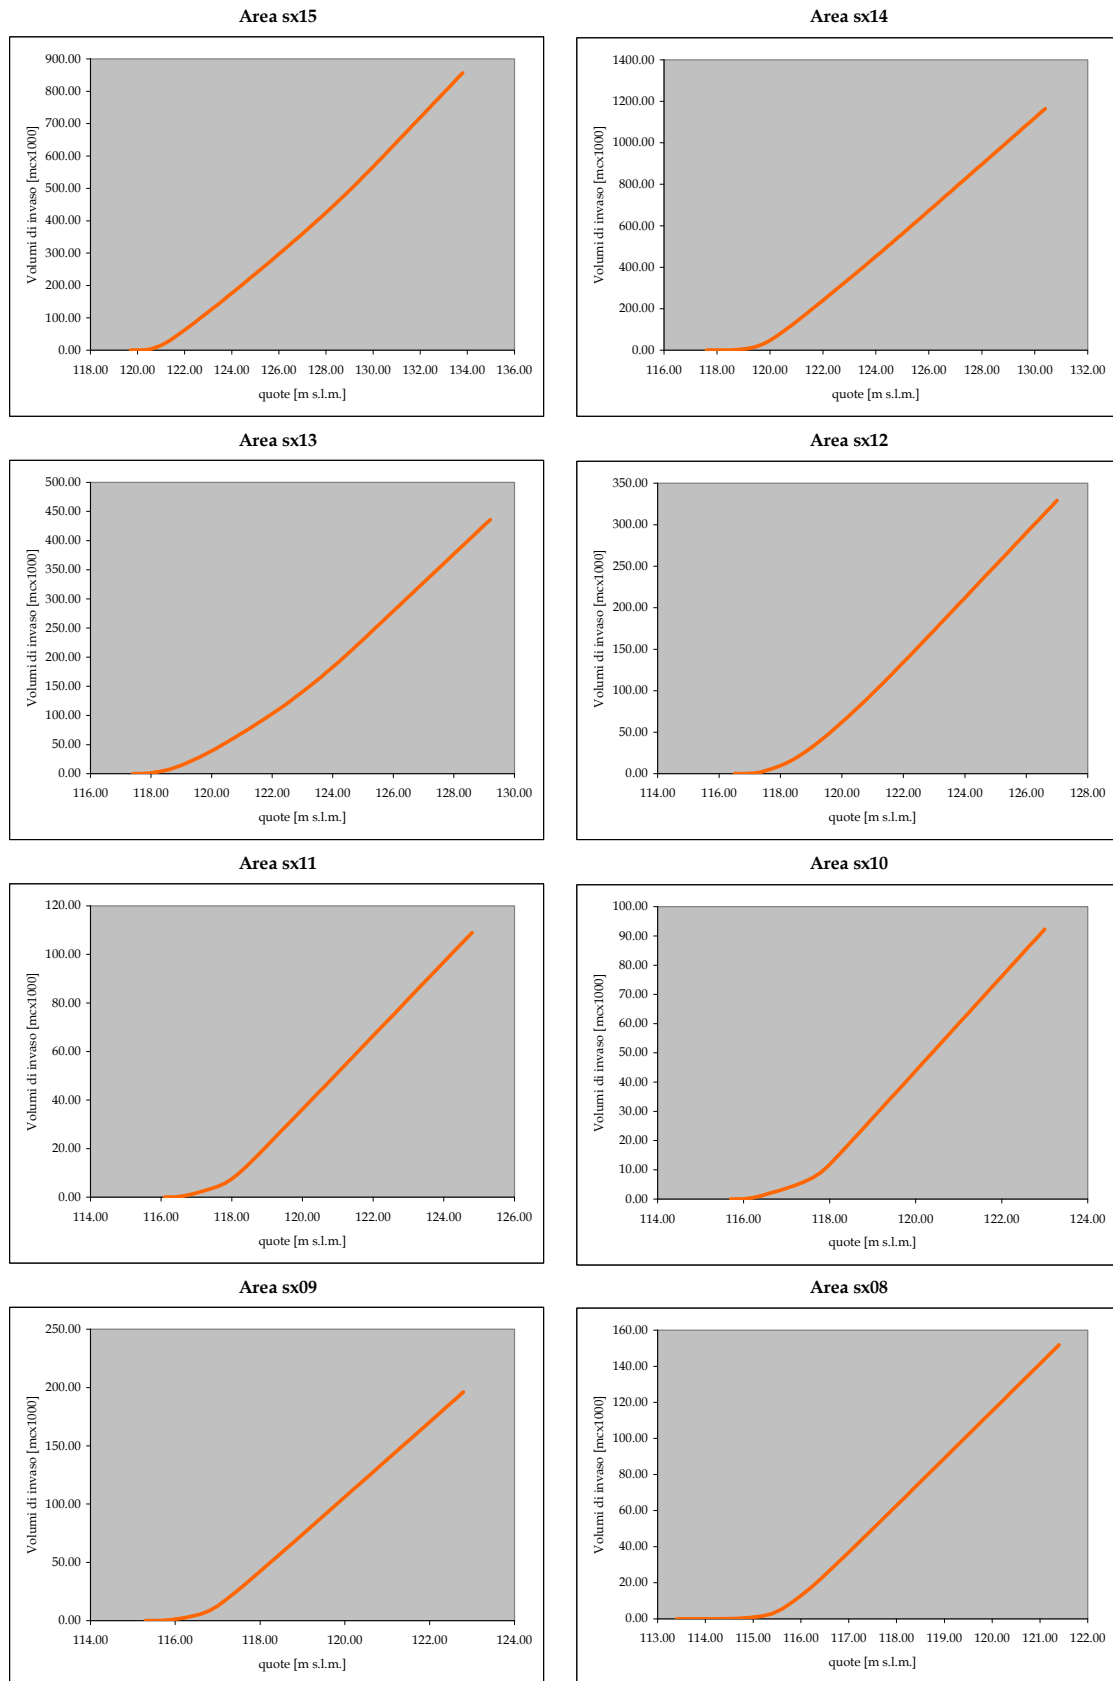 Area sx15
Area sx14
Volumi di invaso [mcx1000]
900.00
800.00
700.00
600.00
500.00
400.00
300.00
200.00
100.00
0.00
118.00 120.00 122.00 124.00 126.00 128.00 130.00 132.00 134.00 136.00
quote [m s.l.m.]
Volumi di invaso [mcx1000]
1400.00
1200.00
1000.00
800.00
600.00
400.00
200.00
0.00
116.00 118.00 120.00 122.00 124.00 126.00 128.00 130.00 132.00
quote [m s.l.m.]
Area sx13
Area sx12
Volumi di invaso [mcx1000]
500.00
450.00
400.00
350.00
300.00
250.00
200.00
150.00
100.00
50.00
0.00
116.00 118.00 120.00 122.00 124.00 126.00 128.00 130.00
quote [m s.l.m.]
Volumi di invaso [mcx1000]
350.00
300.00
250.00
200.00
150.00
100.00
50.00
0.00
114.00 116.00 118.00 120.00 122.00 124.00 126.00 128.00
quote [m s.l.m.]
Area sx11
Area sx10
Volumi di invaso [mcx1000]
120.00
100.00
80.00
60.00
40.00
20.00
0.00
114.00 116.00 118.00 120.00 122.00 124.00 126.00
quote [m s.l.m.]
Volumi di invaso [mcx1000]
100.00
90.00
80.00
70.00
60.00
50.00
40.00
30.00
20.00
10.00
0.00
114.00 116.00 118.00 120.00 122.00 124.00
quote [m s.l.m.]
Area sx09
Area sx08
Volumi di invaso [mcx1000]
250.00
200.00
150.00
100.00
50.00
0.00
114.00 116.00 118.00 120.00 122.00 124.00
quote [m s.l.m.]
Volumi di invaso [mcx1000]
160.00
140.00
120.00
100.00
80.00
60.00
40.00
20.00
0.00
113.00 114.00 115.00 116.00 117.00 118.00 119.00 120.00 121.00 122.00
quote [m s.l.m.]